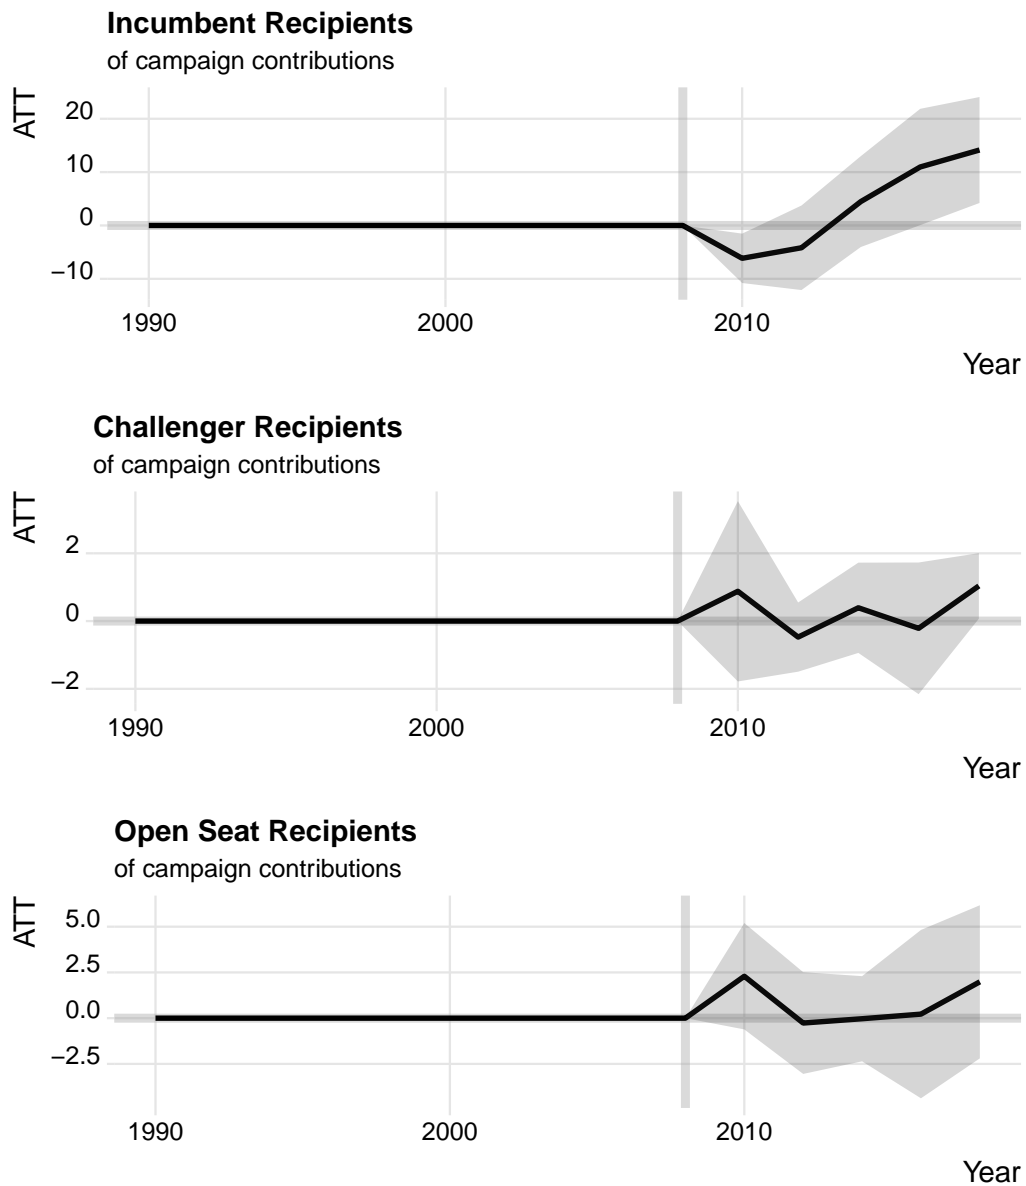 Incumbent Recipients
of campaign contributions
ATT
20
10
0
−10
1990 2000 2010
Year
Challenger Recipients
of campaign contributions
ATT
2
0
−2
1990 2000 2010
Year
Open Seat Recipients
of campaign contributions
ATT
5.0
2.5
0.0
−2.5
1990 2000 2010
Year